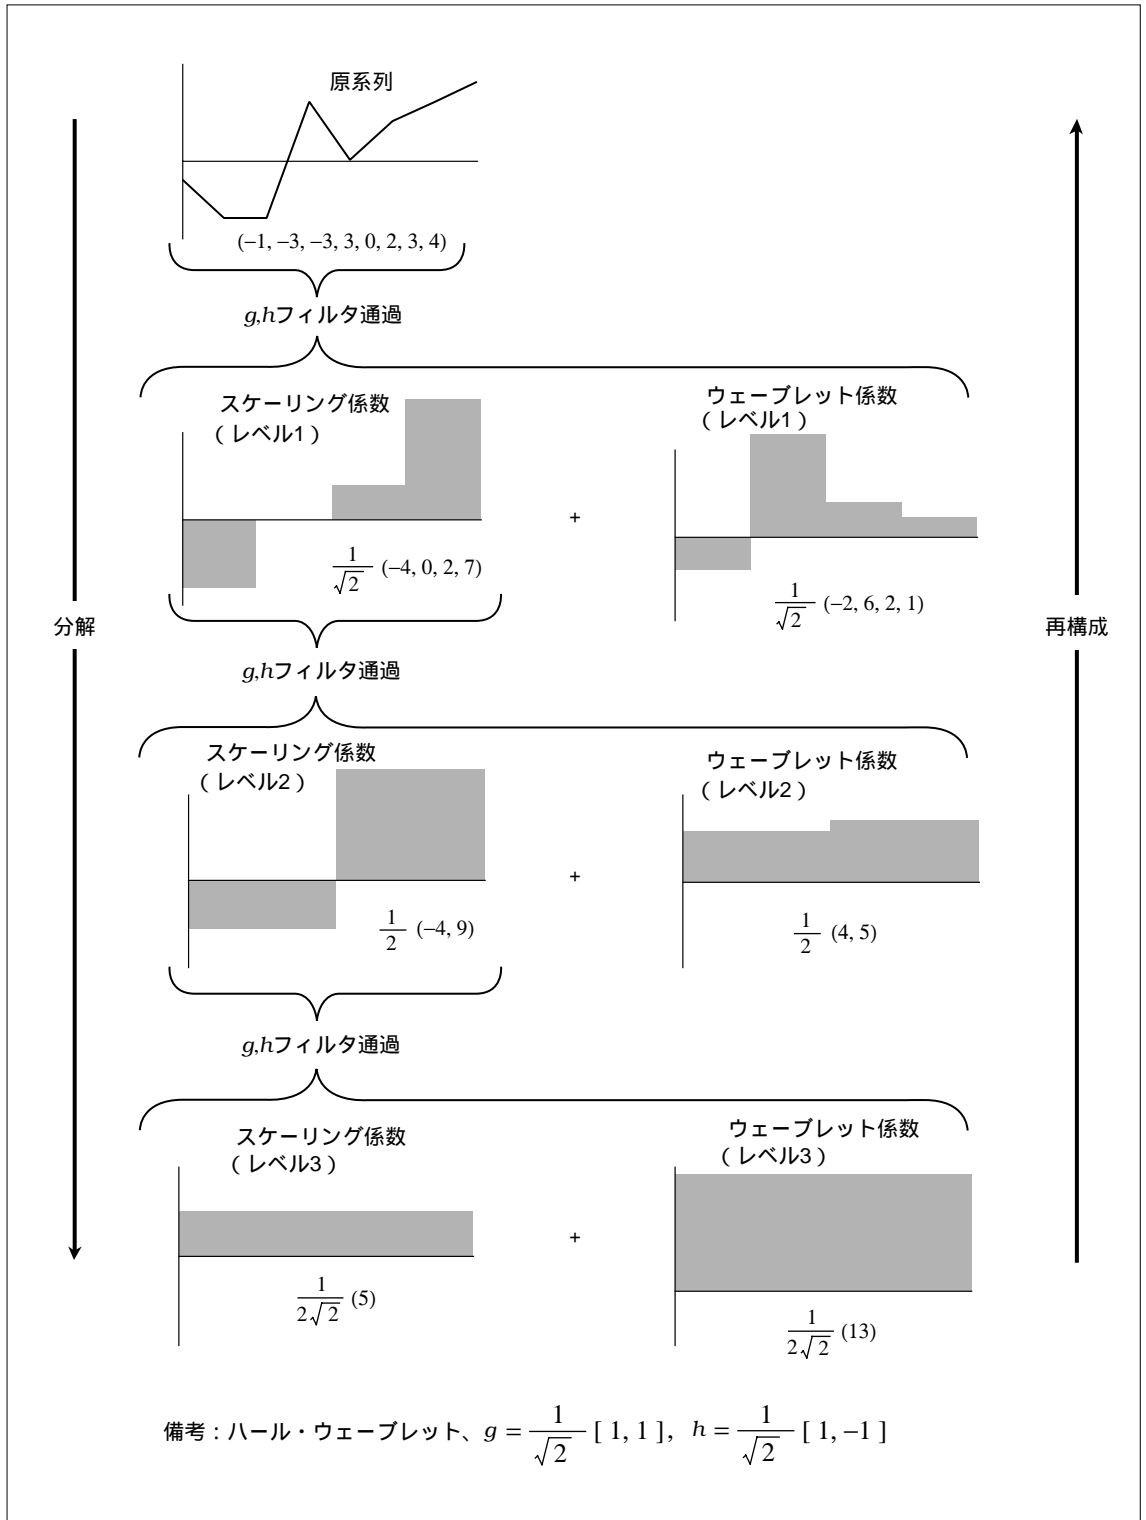 原系列
(–1, –3, –3, 3, 0, 2, 3, 4)
g,hフィルタ通過
スケーリング係数
（レベル1）
ウェーブレット係数
（レベル1）
+
1/√2 (–4, 0, 2, 7)
1/√2 (–2, 6, 2, 1)
分解
再構成
g,hフィルタ通過
スケーリング係数
（レベル2）
ウェーブレット係数
（レベル2）
+
1/2 (–4, 9)
1/2 (4, 5)
g,hフィルタ通過
スケーリング係数
（レベル3）
ウェーブレット係数
（レベル3）
+
1/2√2 (5)
1/2√2 (13)
備考：ハール・ウェーブレット、g = 1/√2 [ 1, 1 ], h = 1/√2 [ 1, –1 ]